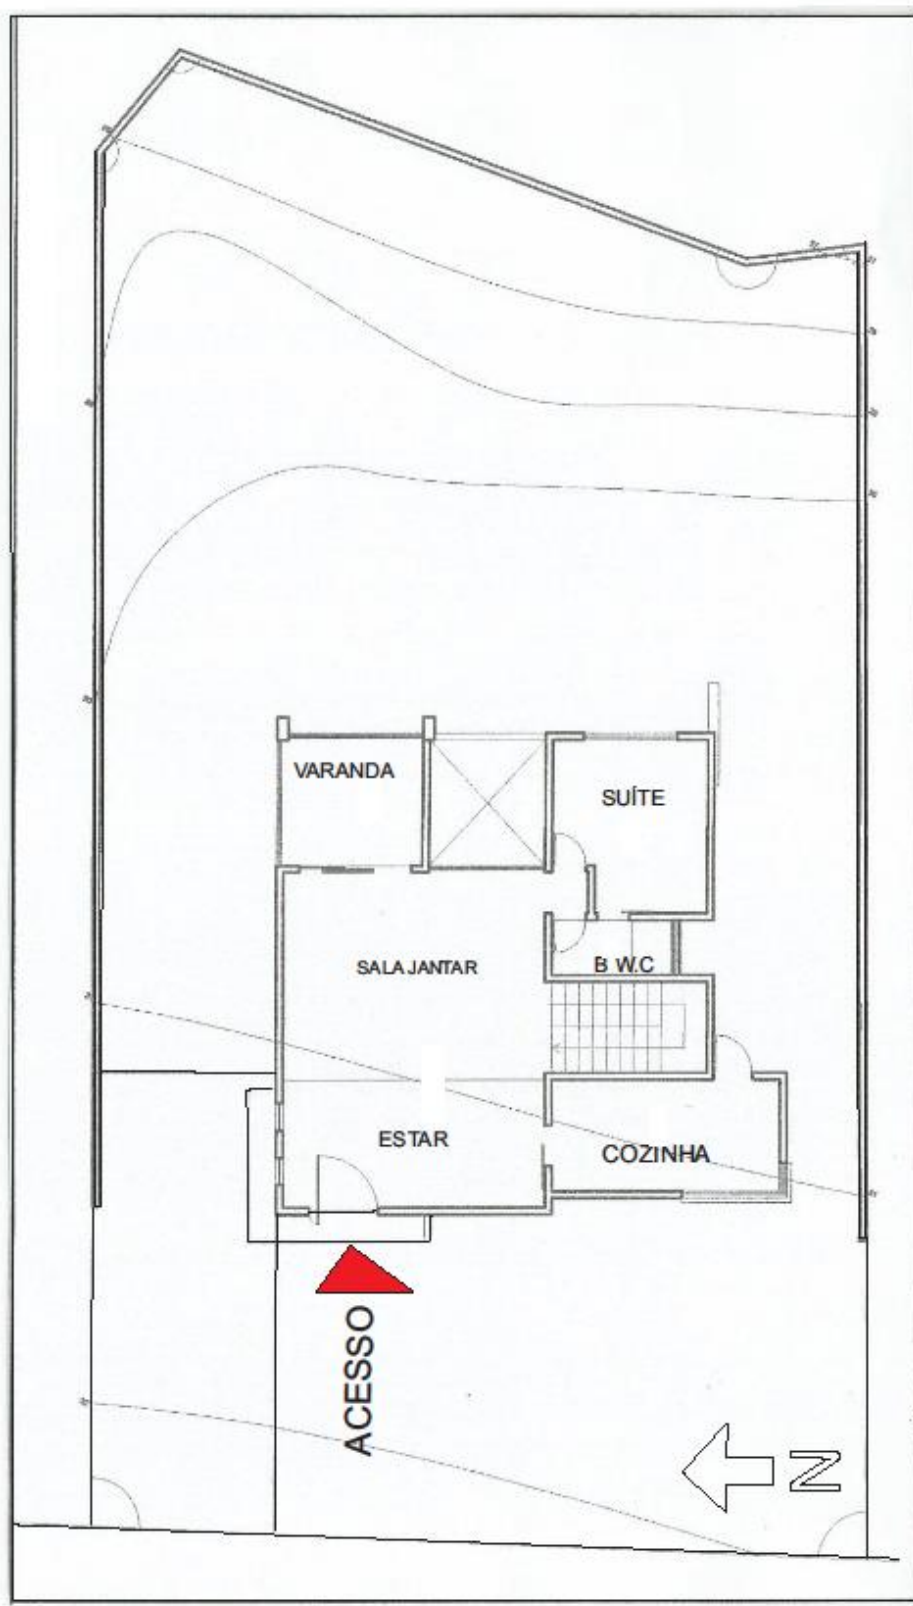 VARANDA
SUÍTE
SALA JANTAR
B W.C
ESTAR
COZINHA
ACESSO
N